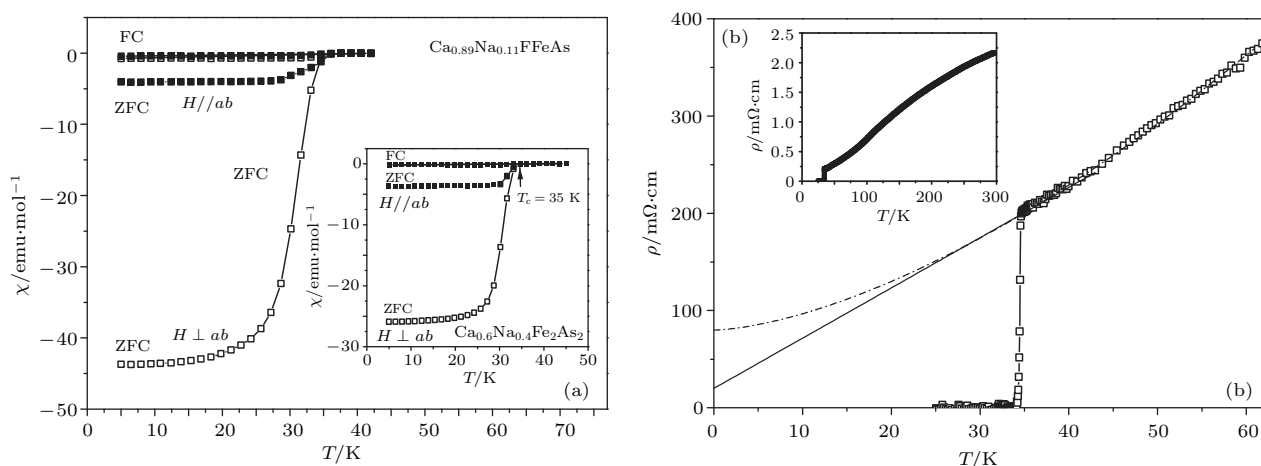 FC
Ca0.89Na0.11FFeAs
ZFC
H//ab
ZFC
H ⊥ ab
ZFC
χ/emu·mol−1
0
−10
−20
−30
−40
−50
0 10 20 30 40 50 60 70
T/K
(a)
FC
ZFC
H//ab
Tc = 35 K
ZFC
H ⊥ ab
Ca0.6Na0.4Fe2As2
χ/emu·mol−1
0
−10
−20
−30
0 10 20 30 40 50
T/K
(b)
ρ/mΩ·cm
400
300
200
100
0
0 10 20 30 40 50 60
T/K
(b)
ρ/mΩ·cm
2.5
2.0
1.5
1.0
0.5
0
0 100 200 300
T/K